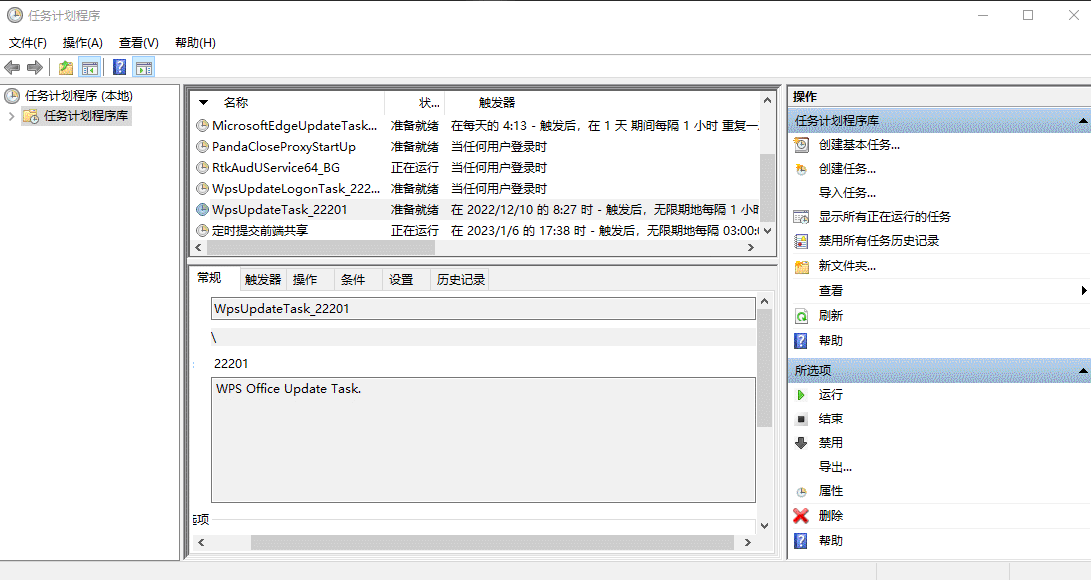 任务计划程序
文件(F) 操作(A) 查看(V) 帮助(H)
任务计划程序 (本地)
任务计划程序库
名称 状... 触发器
MicrosoftEdgeUpdateTask... 准备就绪 在每天的 4:13 - 触发后，在 1 天 期间每隔 1 小时 重复一
PandaCloseProxyStartUp 准备就绪 当任何用户登录时
RtkAudUService64_BG 正在运行 当任何用户登录时
WpsUpdateLogonTask_222... 准备就绪 当任何用户登录时
WpsUpdateTask_22201 准备就绪 在 2022/12/10 的 8:27 时 - 触发后，无限期地每隔 1 小时
定时提交前端共享 正在运行 在 2023/1/6 的 17:38 时 - 触发后，无限期地每隔 03:00:
常规 触发器 操作 条件 设置 历史记录
WpsUpdateTask_22201
\
22201
WPS Office Update Task.
选项
操作
任务计划程序库
创建基本任务...
创建任务...
导入任务...
显示所有正在运行的任务
禁用所有任务历史记录
新文件夹...
查看
刷新
帮助
所选项
运行
结束
禁用
导出...
属性
删除
帮助